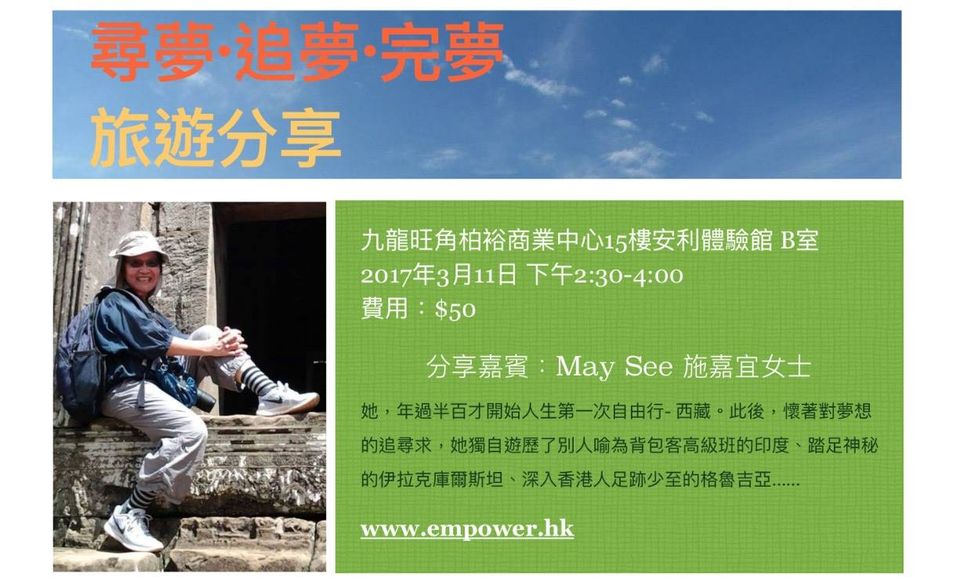 尋夢·追夢·完夢
旅遊分享
九龍旺角柏裕商業中心15樓安利體驗館 B室
2017年3月11日 下午2:30-4:00
費用：$50
分享嘉賓：May See 施嘉宜女士
她，年過半百才開始人生第一次自由行- 西藏。此後，懷著對夢想
的追尋求，她獨自遊歷了別人喻為背包客高級班的印度、踏足神秘
的伊拉克庫爾斯坦、深入香港人足跡少至的格魯吉亞......
www.empower.hk